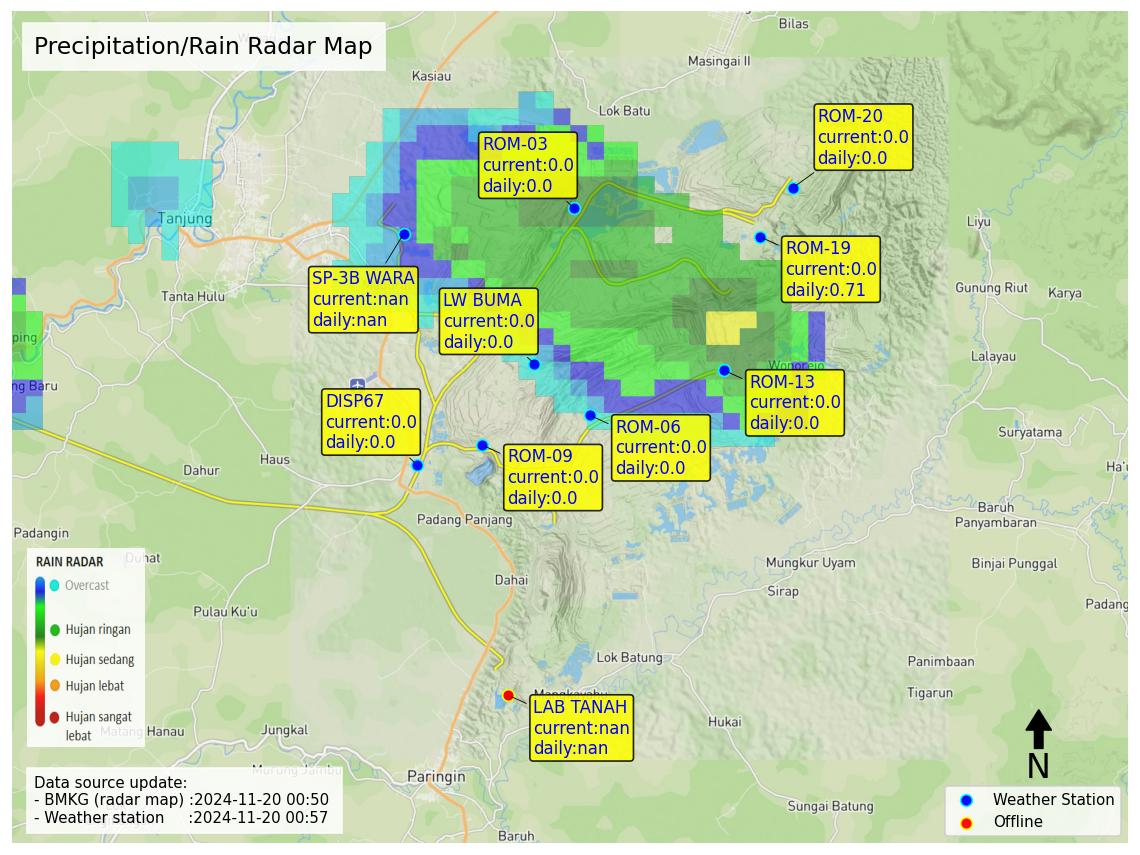 Precipitation/Rain Radar Map
Bilas
Masingai II
Kasiau
Lok Batu
ROM-20
current:0.0
daily:0.0
ROM-03
current:0.0
daily:0.0
Tanjung
Liyu
ROM-19
current:0.0
daily:0.71
SP-3B WARA
current:nan
daily:nan
Tanta Hulu
LW BUMA
current:0.0
daily:0.0
Gunung Riut
Karya
ping
Lalayau
Wonorejo
ng Baru
ROM-13
current:0.0
daily:0.0
DISP67
current:0.0
daily:0.0
ROM-06
current:0.0
daily:0.0
Suryatama
Haus
Dahur
ROM-09
current:0.0
daily:0.0
Ha'u
Padang Panjang
Baruh
Panyambaran
Padangin
Duhat
Mungkur Uyam
Binjai Punggal
RAIN RADAR
Overcast
Hujan ringan
Hujan sedang
Hujan lebat
Hujan sangat
lebat
Dahai
Sirap
Padang
Pulau Ku'u
Lok Batung
Panimbaan
Tigarun
Mangkayahu
LAB TANAH
current:nan
daily:nan
Hukai
Matang Hanau
Jungkal
Murung Jambu
Paringin
Data source update:
- BMKG (radar map) :2024-11-20 00:50
- Weather station :2024-11-20 00:57
N
Sungai Batung
Weather Station
Offline
Baruh